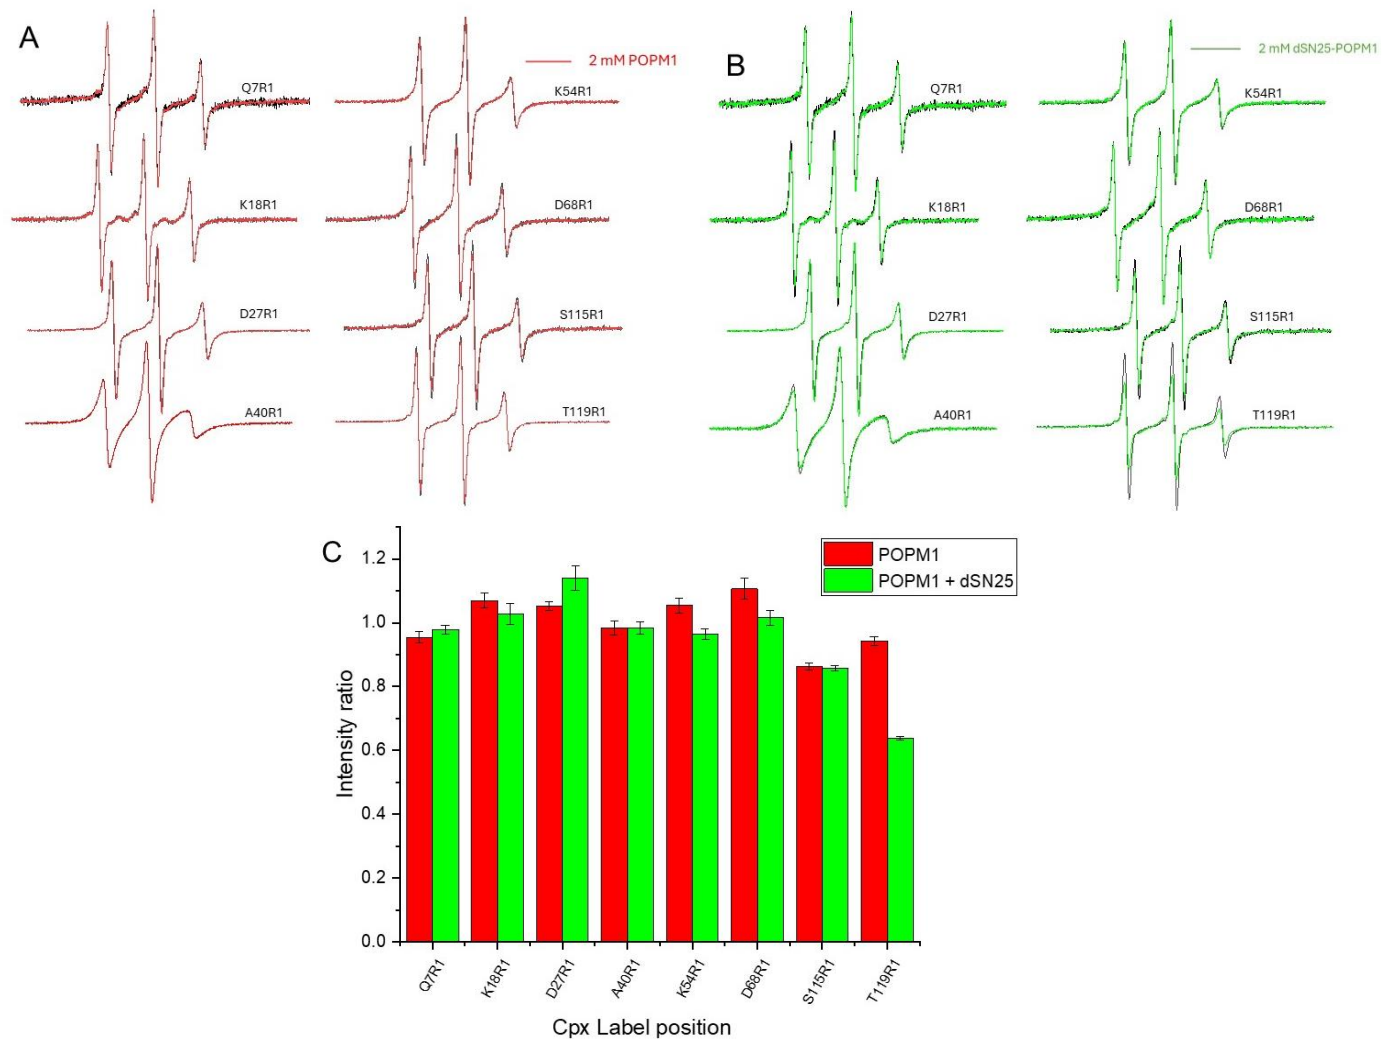 A
2 mM POPM1
Q7R1
K54R1
K18R1
D68R1
D27R1
S115R1
A40R1
T119R1
B
2 mM dSN25-POPM1
Q7R1
K54R1
K18R1
D68R1
D27R1
S115R1
A40R1
T119R1
C
POPM1
POPM1 + dSN25
Intensity ratio
1.2
1.0
0.8
0.6
0.4
0.2
0.0
Q7R1
K18R1
D27R1
A40R1
K54R1
D68R1
S115R1
T119R1
Cpx Label position